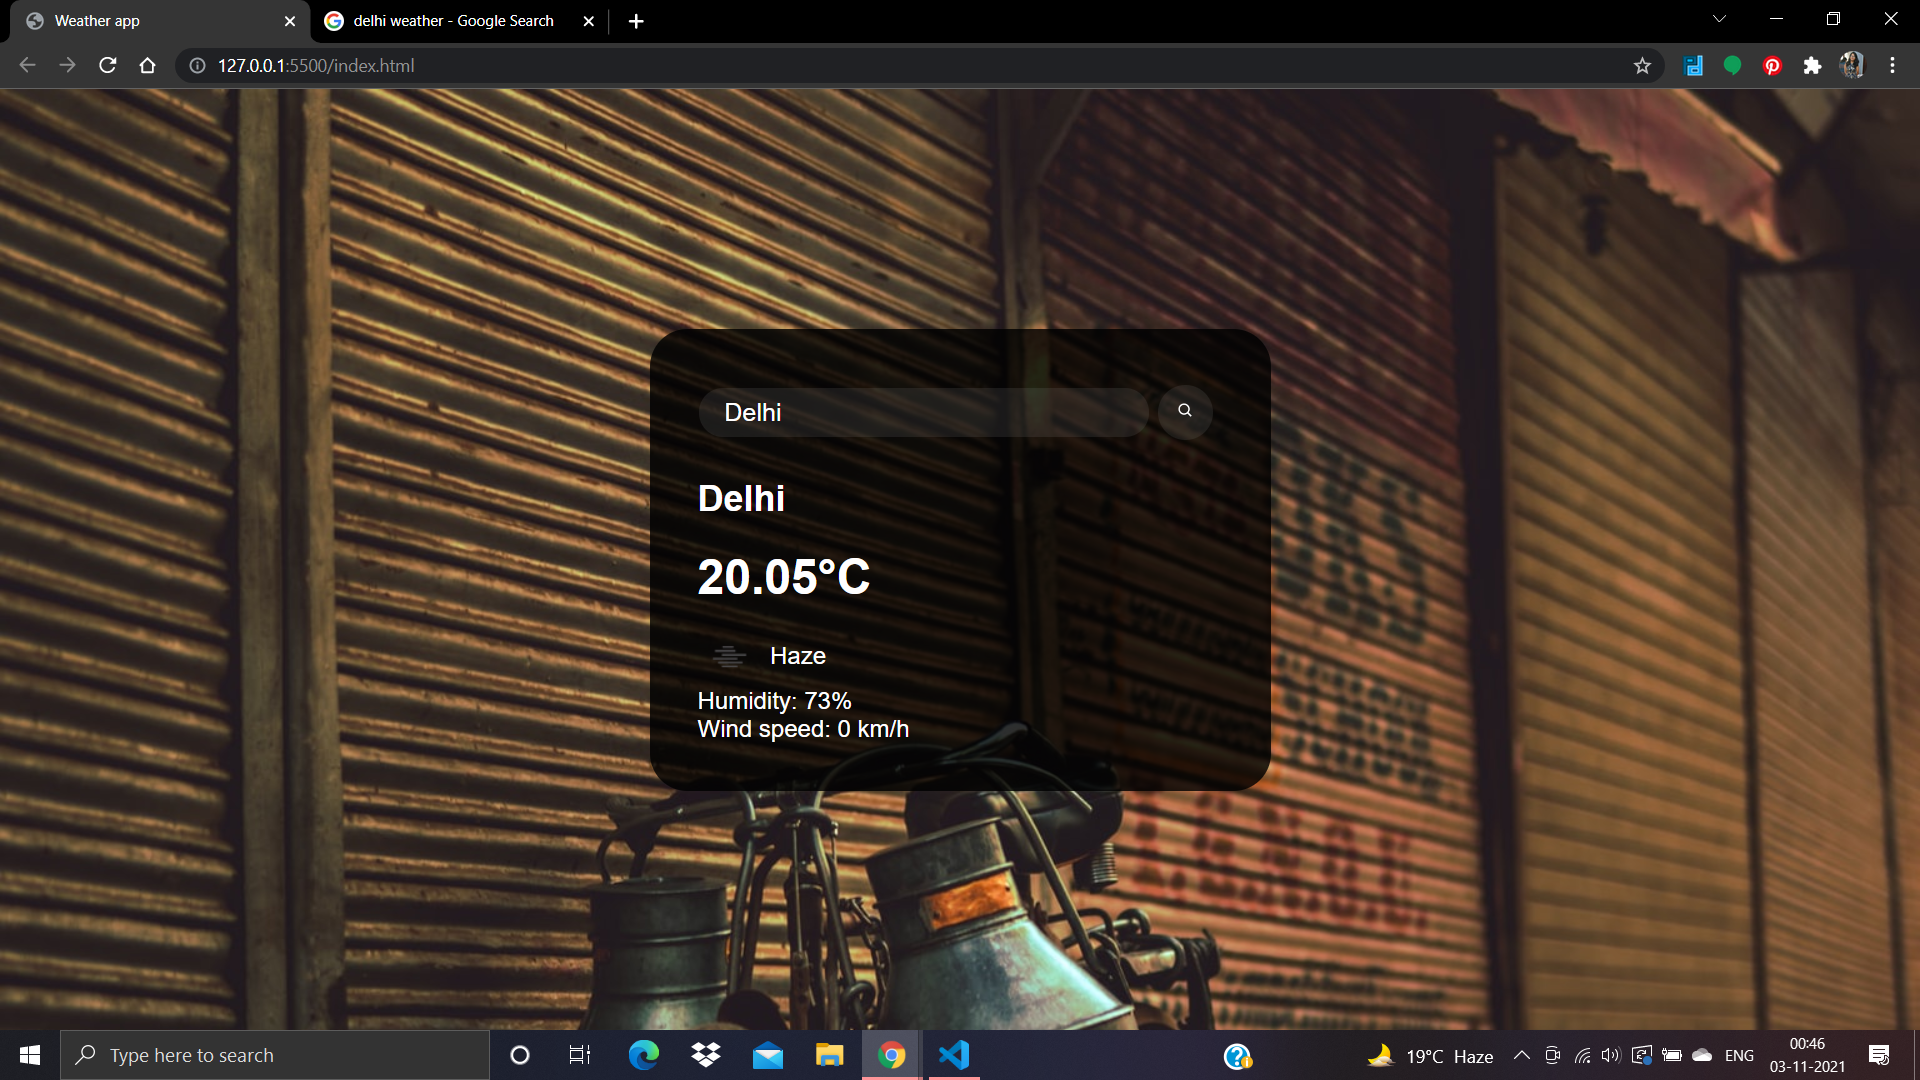 Weather app
delhi weather - Google Search
127.0.0.1:5500/index.html
Delhi
Delhi
20.05°C
Haze
Humidity: 73%
Wind speed: 0 km/h
Type here to search
19°C Haze
ENG
00:46
03-11-2021